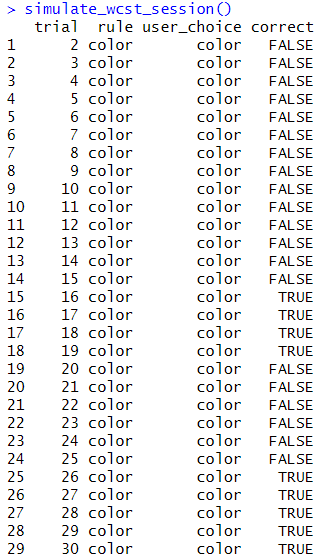 > simulate_wcst_session()
trial rule user_choice correct
1 2 color color FALSE
2 3 color color FALSE
3 4 color color FALSE
4 5 color color FALSE
5 6 color color FALSE
6 7 color color FALSE
7 8 color color FALSE
8 9 color color FALSE
9 10 color color FALSE
10 11 color color FALSE
11 12 color color FALSE
12 13 color color FALSE
13 14 color color FALSE
14 15 color color FALSE
15 16 color color TRUE
16 17 color color TRUE
17 18 color color TRUE
18 19 color color TRUE
19 20 color color FALSE
20 21 color color FALSE
21 22 color color FALSE
22 23 color color FALSE
23 24 color color FALSE
24 25 color color FALSE
25 26 color color TRUE
26 27 color color TRUE
27 28 color color TRUE
28 29 color color TRUE
29 30 color color TRUE